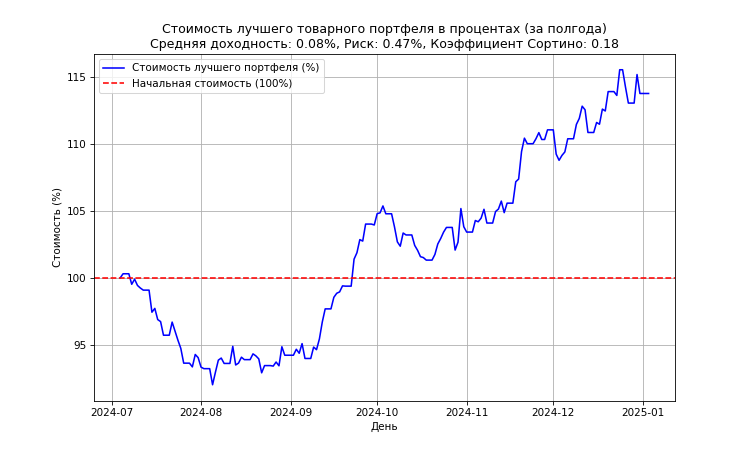 Стоимость лучшего товарного портфеля в процентах (за полгода)
Средняя доходность: 0.08%, Риск: 0.47%, Коэффициент Сортино: 0.18
Стоимость лучшего портфеля (%)
Начальная стоимость (100%)
Стоимость (%)
115
110
105
100
95
2024-07
2024-08
2024-09
2024-10
2024-11
2024-12
2025-01
День